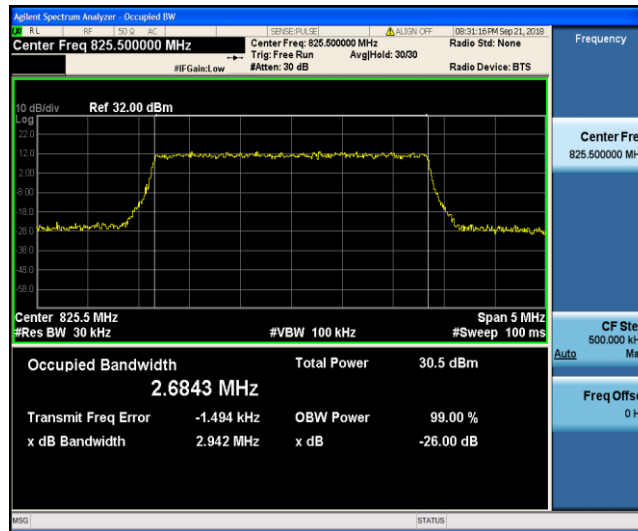 Agilent Spectrum Analyzer - Occupied BW
RL RF 50 Ω AC SENSE:PULSE ALIGN OFF 08:31:16 PM Sep 21, 2018
Center Freq 825.500000 MHz
Center Freq: 825.500000 MHz
Radio Std: None
Trig: Free Run Avg|Hold: 30/30
#IFGain:Low
#Atten: 30 dB
Radio Device: BTS
10 dB/div Ref 32.00 dBm
Log
22.0
12.0
2.00
-8.00
-18.0
-28.0
-38.0
-48.0
-58.0
Center 825.5 MHz Span 5 MHz
#Res BW 30 kHz #VBW 100 kHz #Sweep 100 ms
Occupied Bandwidth Total Power 30.5 dBm
2.6843 MHz
Transmit Freq Error -1.494 kHz OBW Power 99.00 %
x dB Bandwidth 2.942 MHz x dB -26.00 dB
MSG STATUS
Frequency
Center Fre
825.500000 MH
CF Ste
500.000 kH
Auto Ma
Freq Offse
0 H